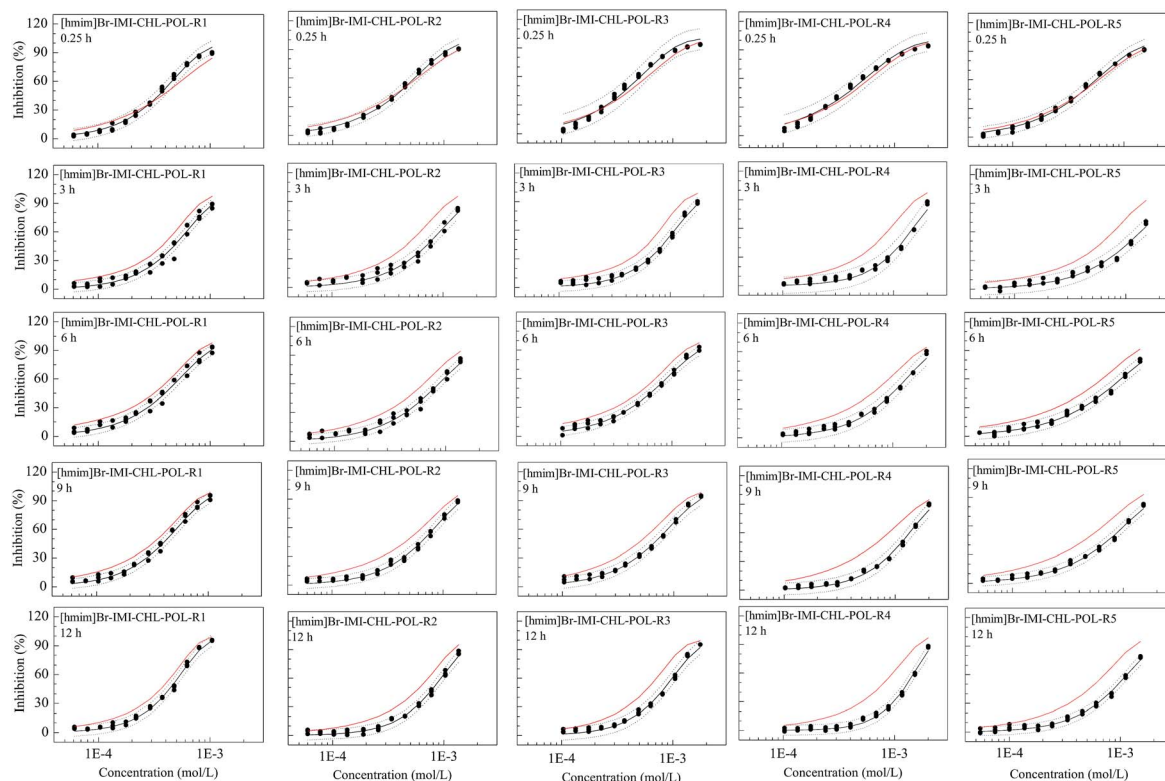 [hmim]Br-IMI-CHL-POL-R1
0.25 h
[hmim]Br-IMI-CHL-POL-R2
0.25 h
[hmim]Br-IMI-CHL-POL-R3
0.25 h
[hmim]Br-IMI-CHL-POL-R4
0.25 h
[hmim]Br-IMI-CHL-POL-R5
0.25 h
Inhibition (%)
120
90
60
30
0
[hmim]Br-IMI-CHL-POL-R1
3 h
[hmim]Br-IMI-CHL-POL-R2
3 h
[hmim]Br-IMI-CHL-POL-R3
3 h
[hmim]Br-IMI-CHL-POL-R4
3 h
[hmim]Br-IMI-CHL-POL-R5
3 h
Inhibition (%)
120
90
60
30
0
[hmim]Br-IMI-CHL-POL-R1
6 h
[hmim]Br-IMI-CHL-POL-R2
6 h
[hmim]Br-IMI-CHL-POL-R3
6 h
[hmim]Br-IMI-CHL-POL-R4
6 h
[hmim]Br-IMI-CHL-POL-R5
6 h
Inhibition (%)
120
90
60
30
0
[hmim]Br-IMI-CHL-POL-R1
9 h
[hmim]Br-IMI-CHL-POL-R2
9 h
[hmim]Br-IMI-CHL-POL-R3
9 h
[hmim]Br-IMI-CHL-POL-R4
9 h
[hmim]Br-IMI-CHL-POL-R5
9 h
Inhibition (%)
120
90
60
30
0
[hmim]Br-IMI-CHL-POL-R1
12 h
[hmim]Br-IMI-CHL-POL-R2
12 h
[hmim]Br-IMI-CHL-POL-R3
12 h
[hmim]Br-IMI-CHL-POL-R4
12 h
[hmim]Br-IMI-CHL-POL-R5
12 h
Inhibition (%)
120
90
60
30
0
1E-4 1E-3 1E-4 1E-3 1E-4 1E-3 1E-4 1E-3 1E-4 1E-3
Concentration (mol/L) Concentration (mol/L) Concentration (mol/L) Concentration (mol/L) Concentration (mol/L)